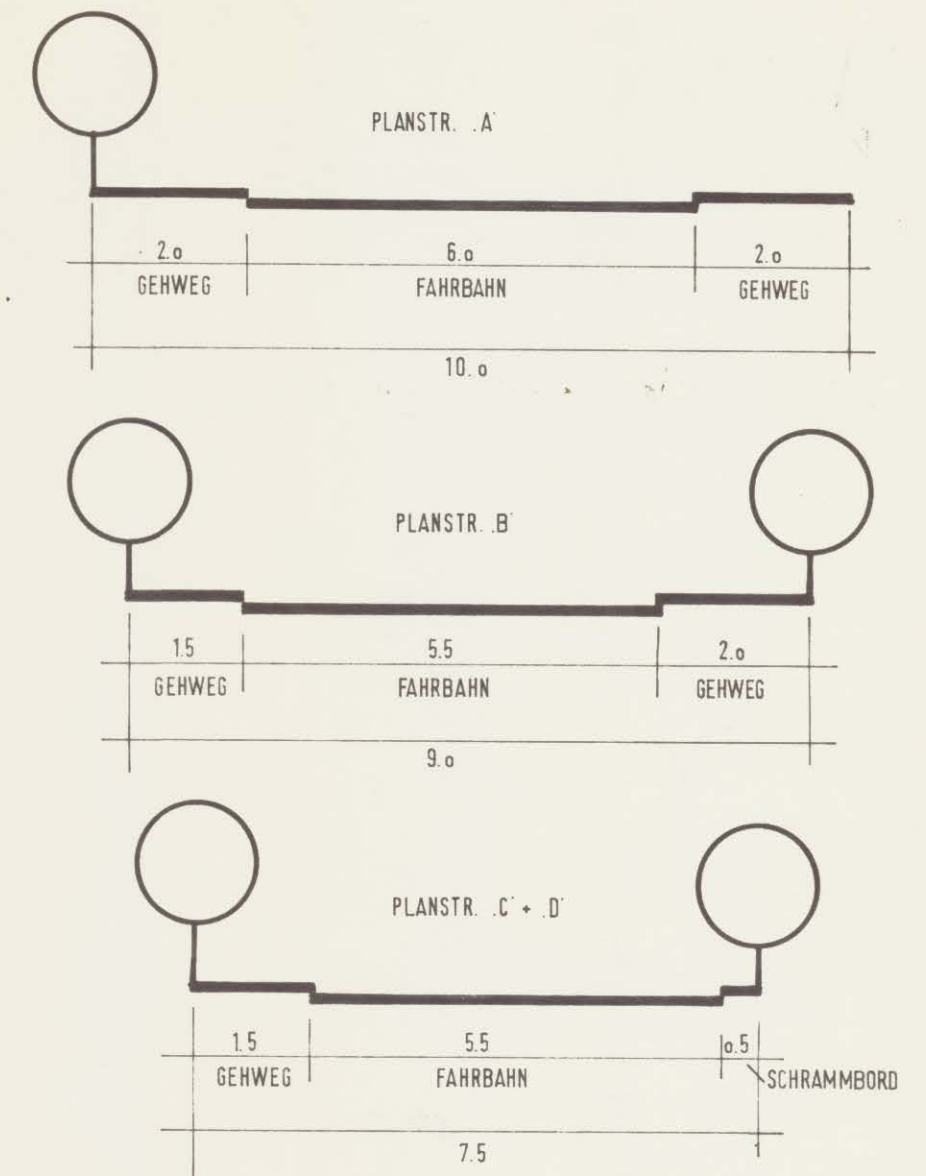 PLANSTR. .A'
2.o 6.o 2.o
GEHWEG FAHRBAHN GEHWEG
10.o
PLANSTR. .B'
1.5 5.5 2.o
GEHWEG FAHRBAHN GEHWEG
9.o
PLANSTR. .C' + .D'
1.5 5.5 o.5
GEHWEG FAHRBAHN SCHRAMMBORD
7.5